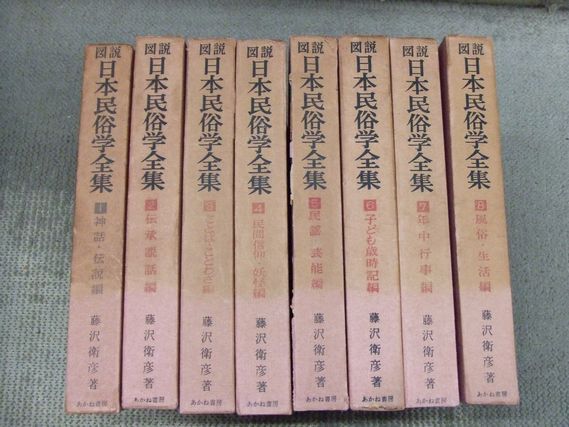 図説
日本民俗学全集
1 神話・伝説編
藤沢衛彦著
あかね書房
図説
日本民俗学全集
2 伝承説話編
藤沢衛彦著
あかね書房
図説
日本民俗学全集
3 ことば・ことわざ編
藤沢衛彦著
あかね書房
図説
日本民俗学全集
4 民間信仰・妖怪編
藤沢衛彦著
あかね書房
図説
日本民俗学全集
5 民謡・芸能編
藤沢衛彦著
あかね書房
図説
日本民俗学全集
6 子ども歳時記編
藤沢衛彦著
あかね書房
図説
日本民俗学全集
7 年中行事編
藤沢衛彦著
あかね書房
図説
日本民俗学全集
8 風俗・生活編
藤沢衛彦著
あかね書房